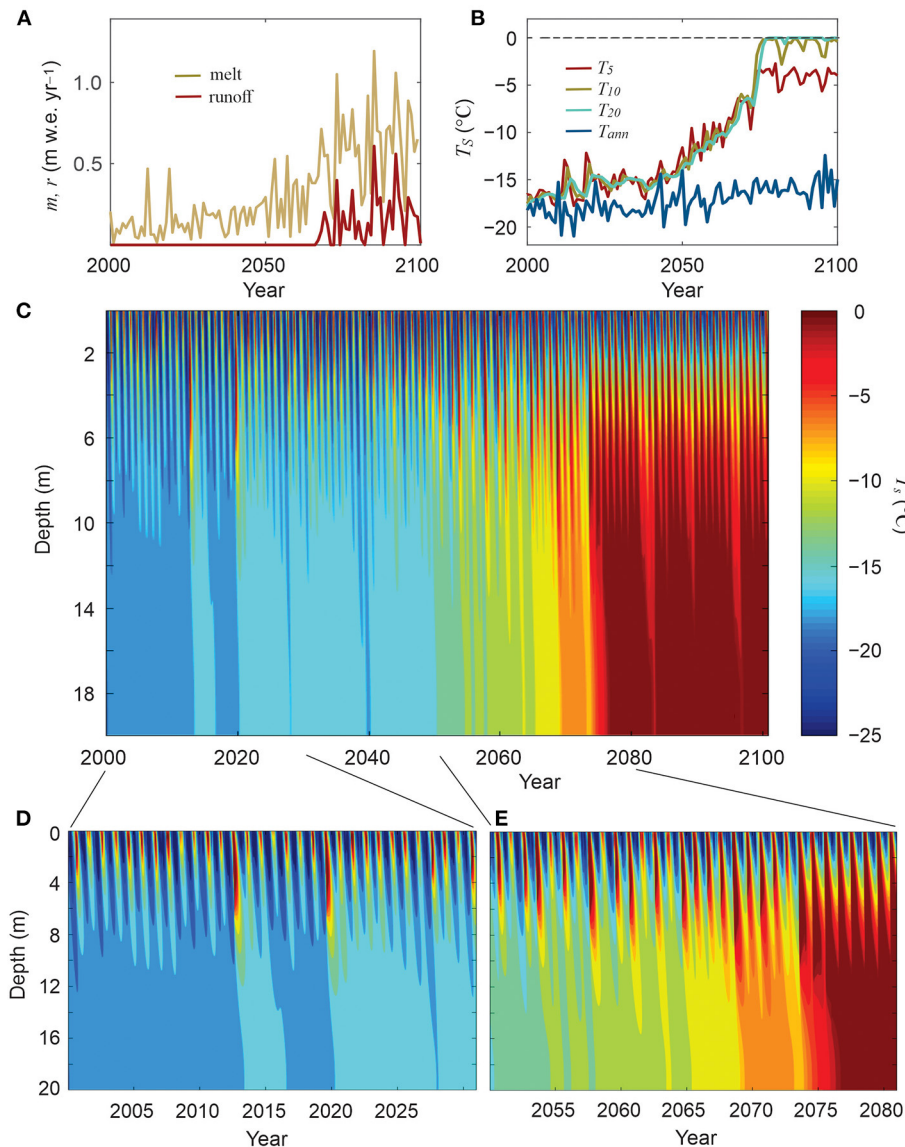 A
m, r (m w.e. yr⁻¹)
1.0
0.5
melt
runoff
2000 2050 2100
Year
B
T_S (°C)
0
−5
−10
−15
−20
T_5
T_10
T_20
T_ann
2000 2050 2100
Year
C
Depth (m)
2
6
10
14
18
2000 2020 2040 2060 2080 2100
Year
0
−5
−10
−15
−20
−25
T_s (°C)
D
Depth (m)
0
4
8
12
16
20
2005 2010 2015 2020 2025
Year
E
2055 2060 2065 2070 2075 2080
Year